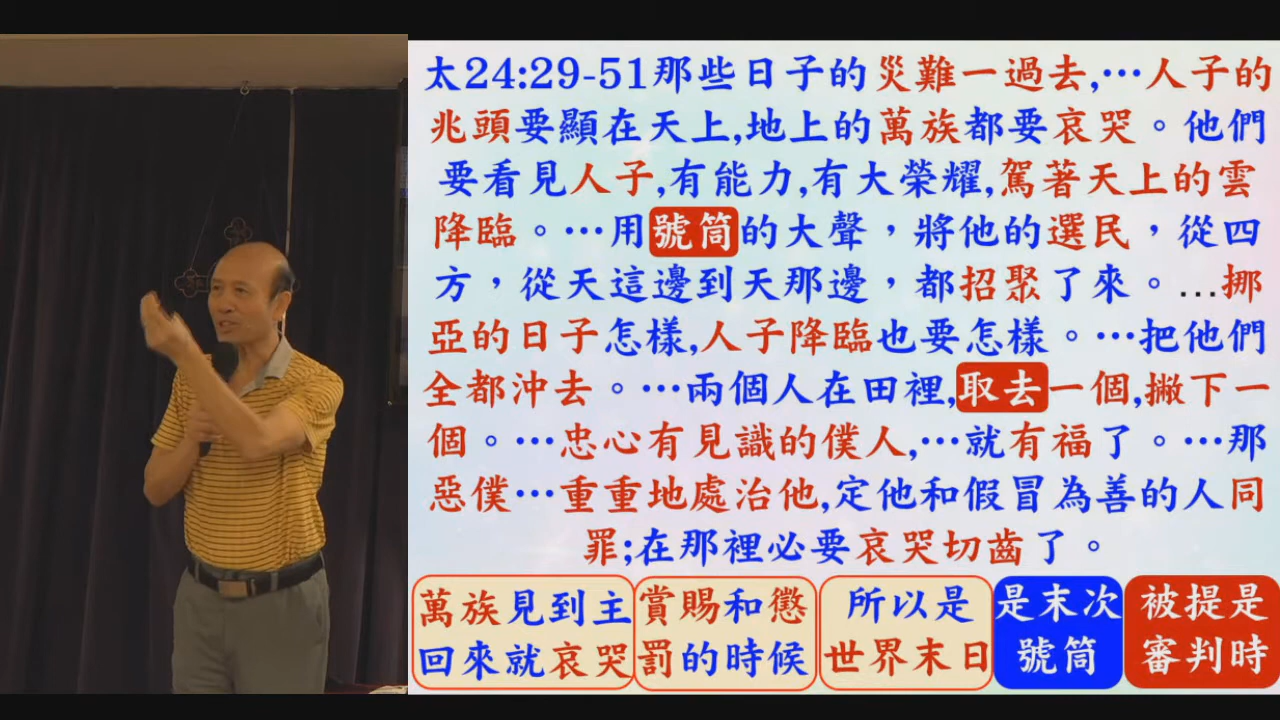 太24:29-51那些日子的災難一過去,…人子的
兆頭要顯在天上,地上的萬族都要哀哭。他們
要看見人子,有能力,有大榮耀,駕著天上的雲
降臨。…用號筒的大聲，將他的選民，從四
方，從天這邊到天那邊，都招聚了來。…挪
亞的日子怎樣,人子降臨也要怎樣。…把他們
全都沖去。…兩個人在田裡,取去一個,撇下一
個。…忠心有見識的僕人,…就有福了。…那
惡僕…重重地處治他,定他和假冒為善的人同
罪;在那裡必要哀哭切齒了。
萬族見到主
回來就哀哭
賞賜和懲
罰的時候
所以是
世界末日
是末次
號筒
被提是
審判時